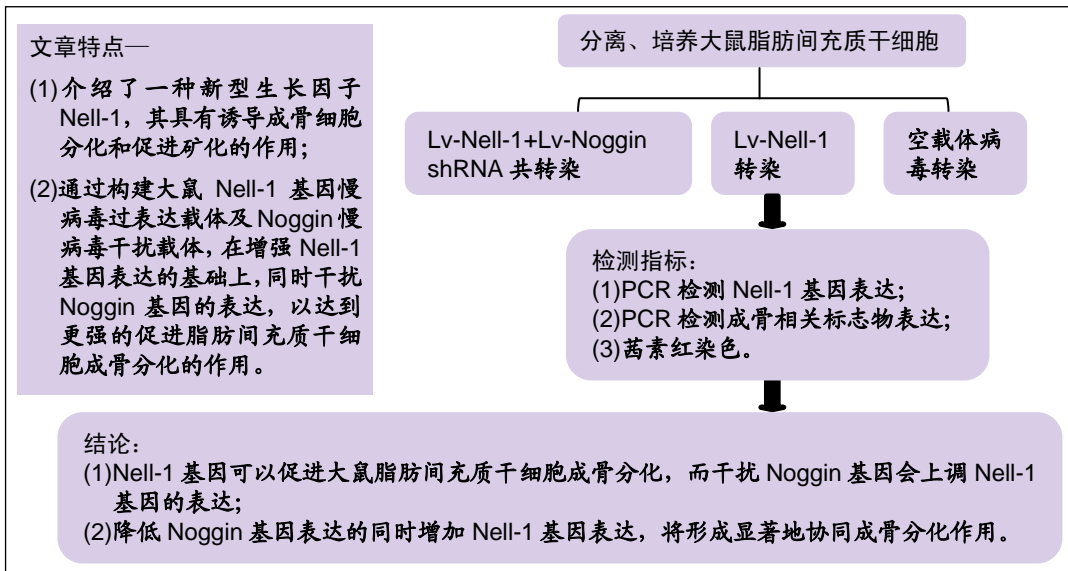 文章特点—
(1)介绍了一种新型生长因子
Nell-1，其具有诱导成骨细胞
分化和促进矿化的作用；
(2)通过构建大鼠 Nell-1 基因慢
病毒过表达载体及 Noggin 慢
病毒干扰载体，在增强 Nell-1
基因表达的基础上，同时干扰
Noggin 基因的表达，以达到
更强的促进脂肪间充质干细
胞成骨分化的作用。
分离、培养大鼠脂肪间充质干细胞
Lv-Nell-1+Lv-Noggin
shRNA 共转染
Lv-Nell-1
转染
空载体病
毒转染
检测指标：
(1)PCR 检测 Nell-1 基因表达；
(2)PCR 检测成骨相关标志物表达；
(3)茜素红染色。
结论：
(1)Nell-1 基因可以促进大鼠脂肪间充质干细胞成骨分化，而干扰 Noggin 基因会上调 Nell-1
基因的表达；
(2)降低 Noggin 基因表达的同时增加 Nell-1 基因表达，将形成显著地协同成骨分化作用。